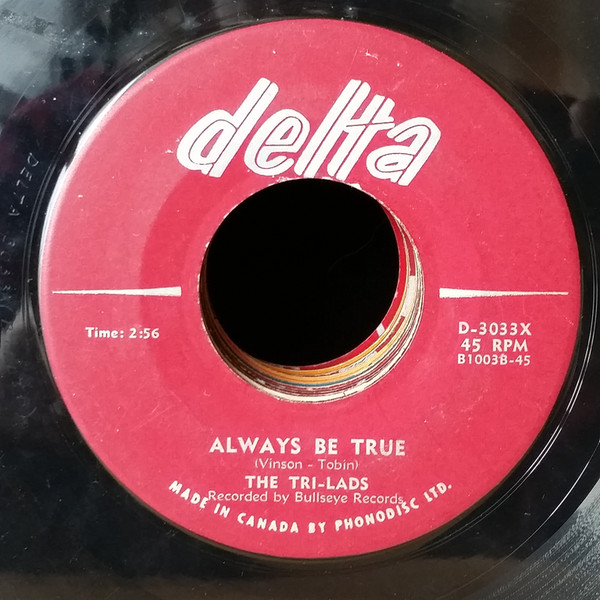 delta
Time: 2:56
D-3033X
45 RPM
B1003B-45
ALWAYS BE TRUE
(Vinson - Tobin)
THE TRI-LADS
Recorded by Bullseye Records
MADE IN CANADA BY PHONODISC LTD.
DELTA